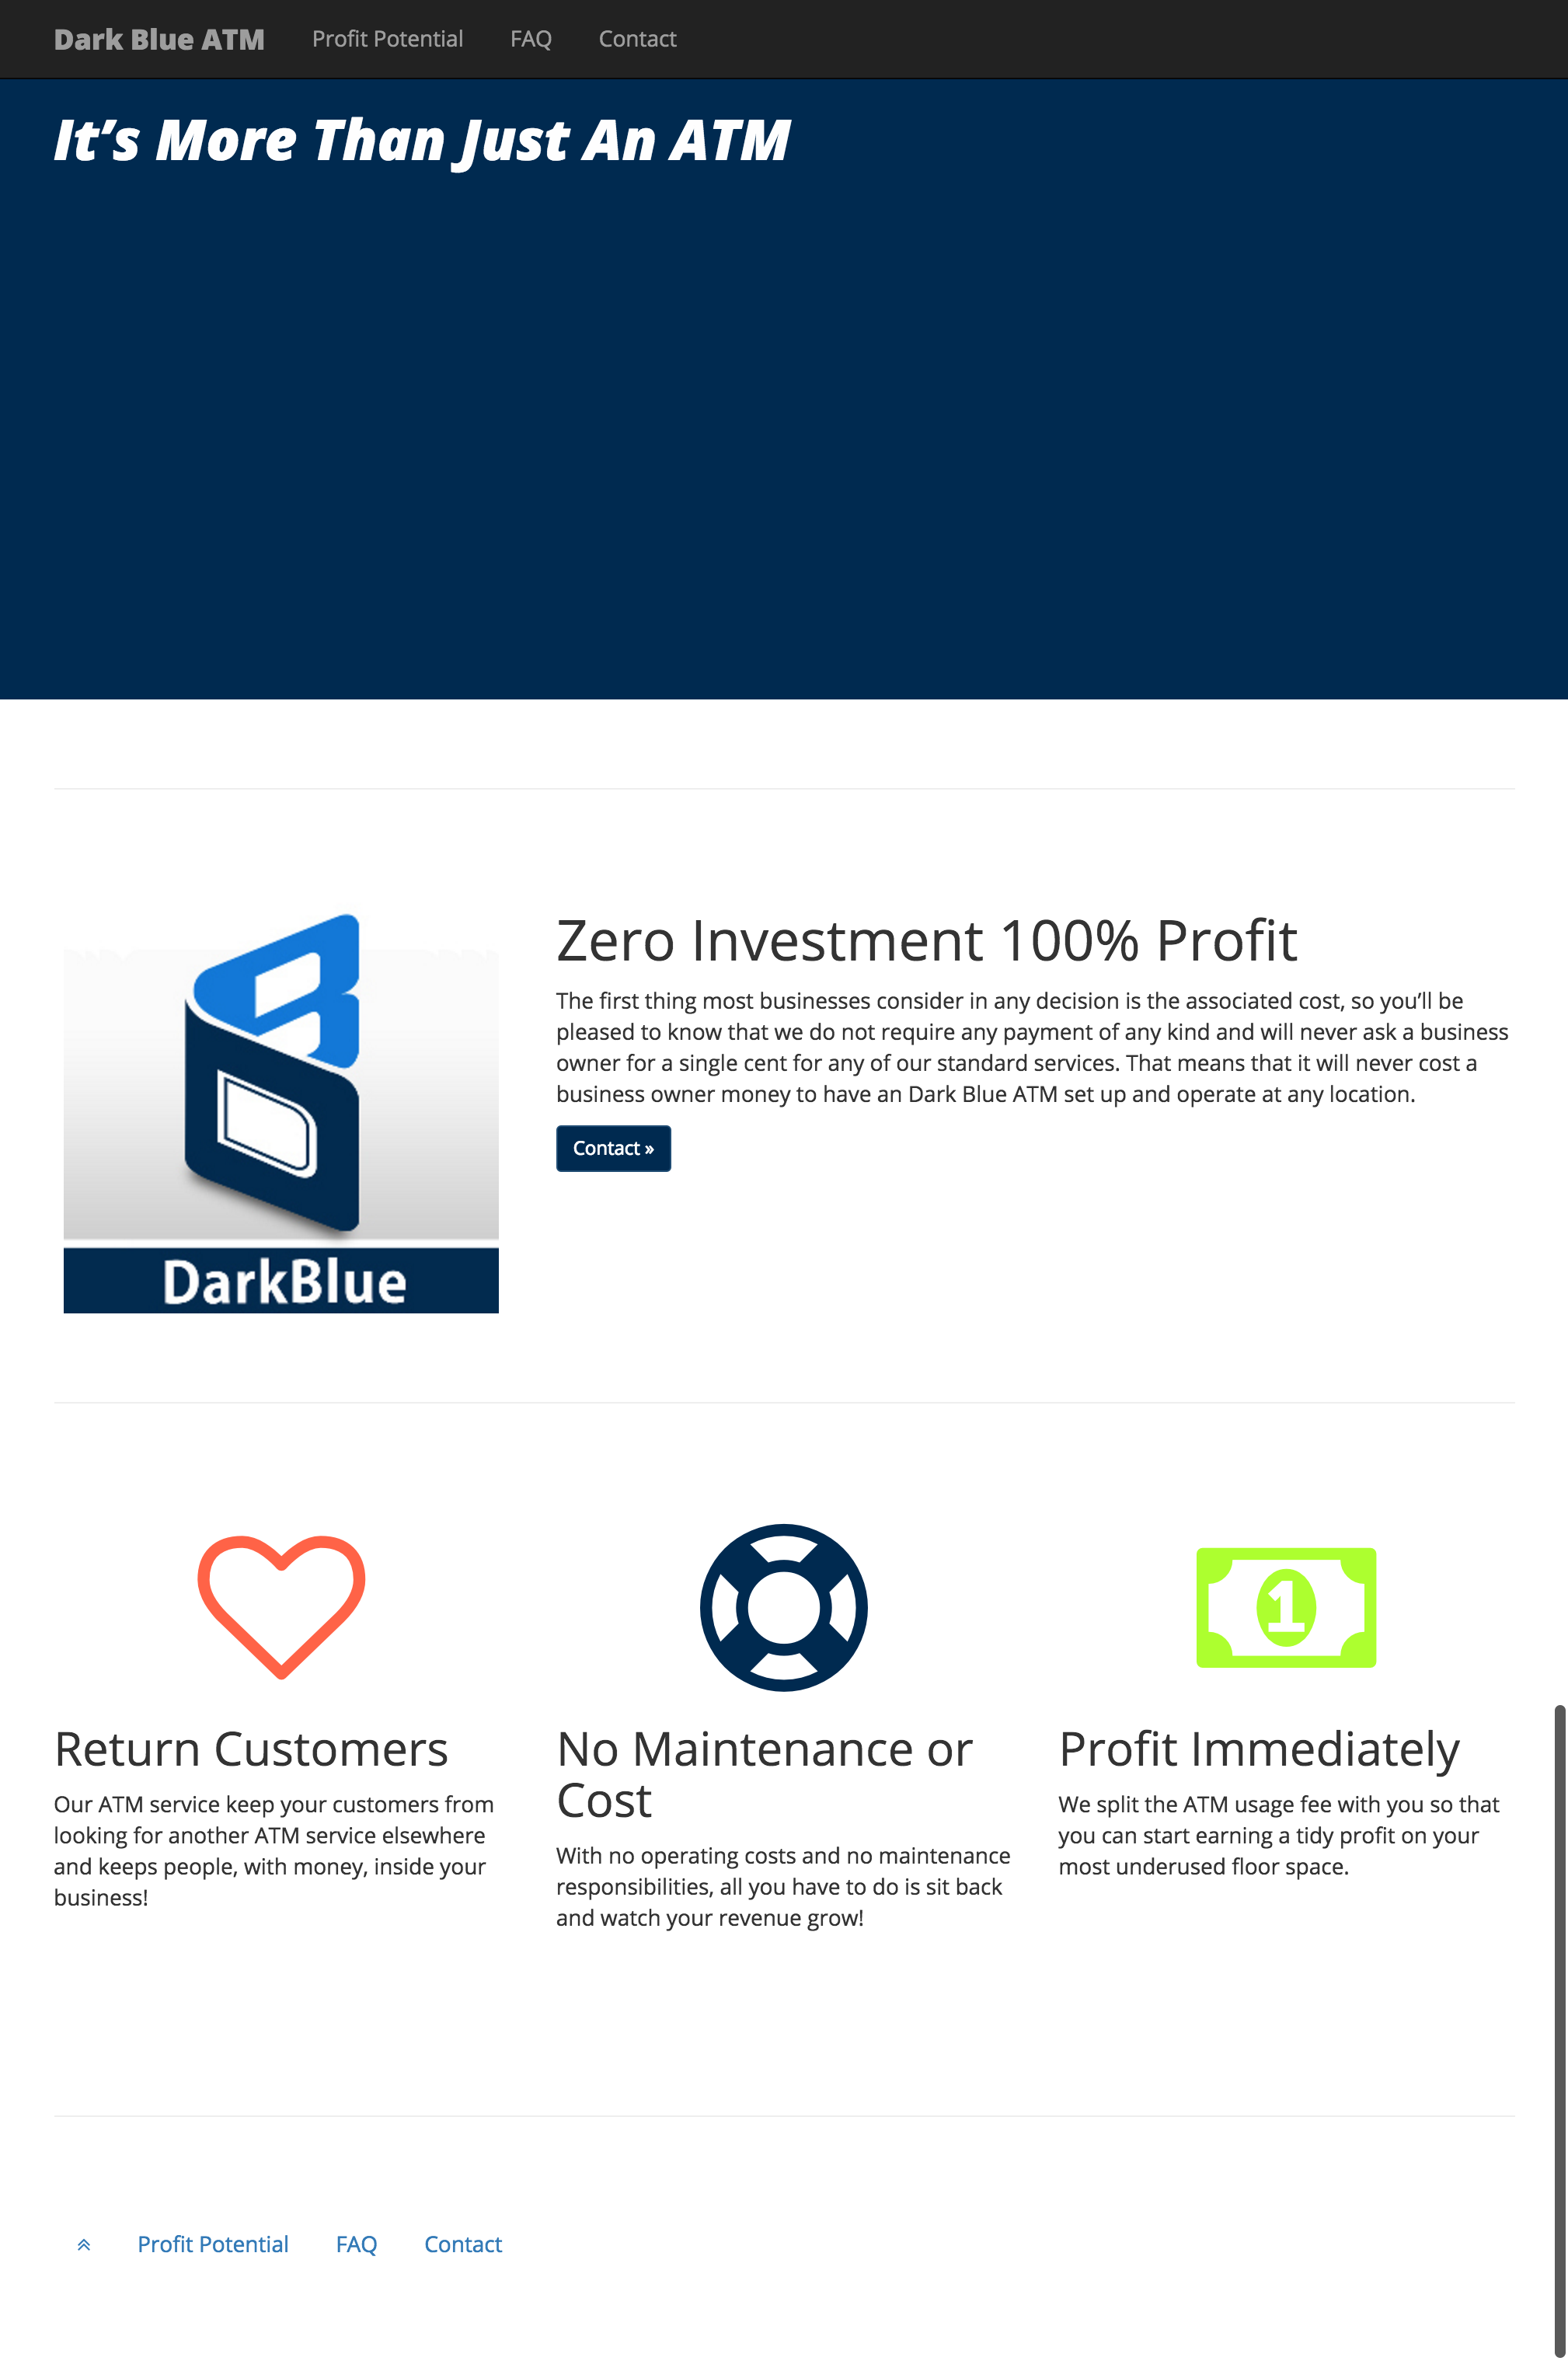 Dark Blue ATM Profit Potential FAQ Contact
It’s More Than Just An ATM
Zero Investment 100% Profit
The first thing most businesses consider in any decision is the associated cost, so you’ll be
pleased to know that we do not require any payment of any kind and will never ask a business
owner for a single cent for any of our standard services. That means that it will never cost a
business owner money to have an Dark Blue ATM set up and operate at any location.
Contact »
DarkBlue
1
Return Customers
Our ATM service keep your customers from
looking for another ATM service elsewhere
and keeps people, with money, inside your
business!
No Maintenance or
Cost
With no operating costs and no maintenance
responsibilities, all you have to do is sit back
and watch your revenue grow!
Profit Immediately
We split the ATM usage fee with you so that
you can start earning a tidy profit on your
most underused floor space.
Profit Potential FAQ Contact